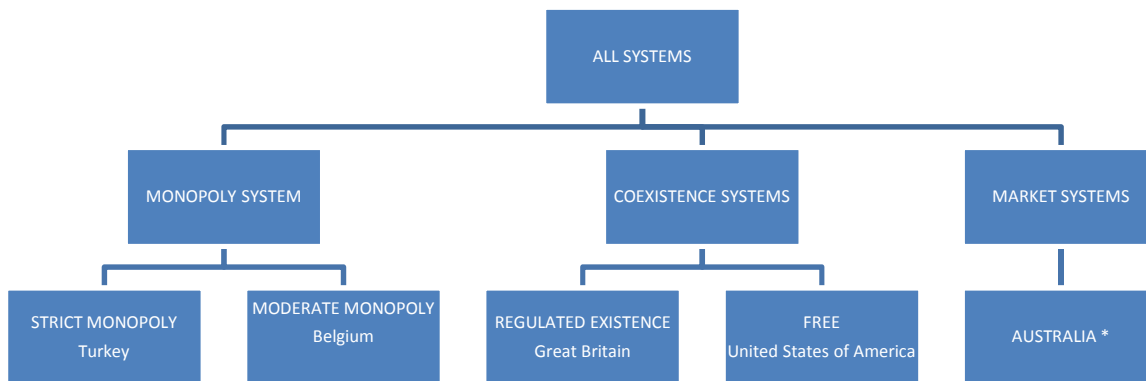 ALL SYSTEMS
MONOPOLY SYSTEM
COEXISTENCE SYSTEMS
MARKET SYSTEMS
STRICT MONOPOLY
Turkey
MODERATE MONOPOLY
Belgium
REGULATED EXISTENCE
Great Britain
FREE
United States of America
AUSTRALIA *